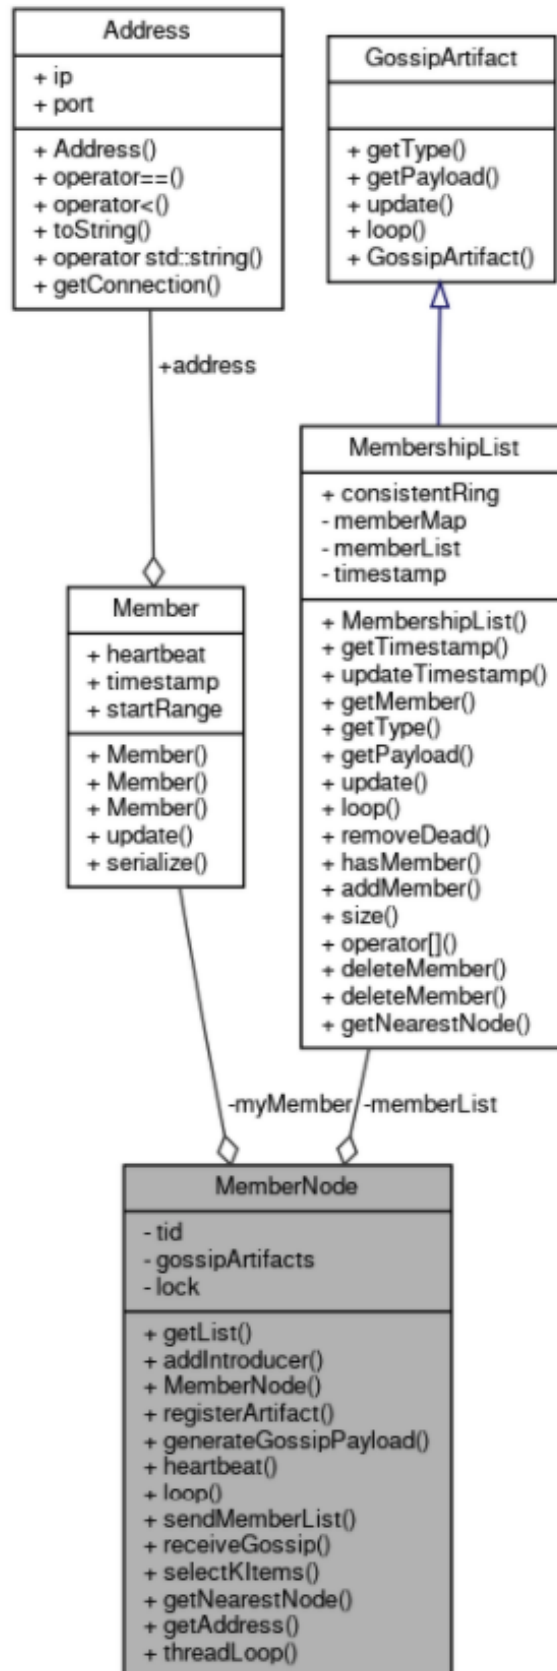 Address
+ ip
+ port
+ Address()
+ operator==()
+ operator<()
+ toString()
+ operator std::string()
+ getConnection()
GossipArtifact
+ getType()
+ getPayload()
+ update()
+ loop()
+ GossipArtifact()
+address
Member
+ heartbeat
+ timestamp
+ startRange
+ Member()
+ Member()
+ Member()
+ update()
+ serialize()
MembershipList
+ consistentRing
- memberMap
- memberList
- timestamp
+ MembershipList()
+ getTimestamp()
+ updateTimestamp()
+ getMember()
+ getType()
+ getPayload()
+ update()
+ loop()
+ removeDead()
+ hasMember()
+ addMember()
+ size()
+ operator[]()
+ deleteMember()
+ deleteMember()
+ getNearestNode()
-myMember
-memberList
MemberNode
- tid
- gossipArtifacts
- lock
+ getList()
+ addIntroducer()
+ MemberNode()
+ registerArtifact()
+ generateGossipPayload()
+ heartbeat()
+ loop()
+ sendMemberList()
+ receiveGossip()
+ selectKItems()
+ getNearestNode()
+ getAddress()
+ threadLoop()